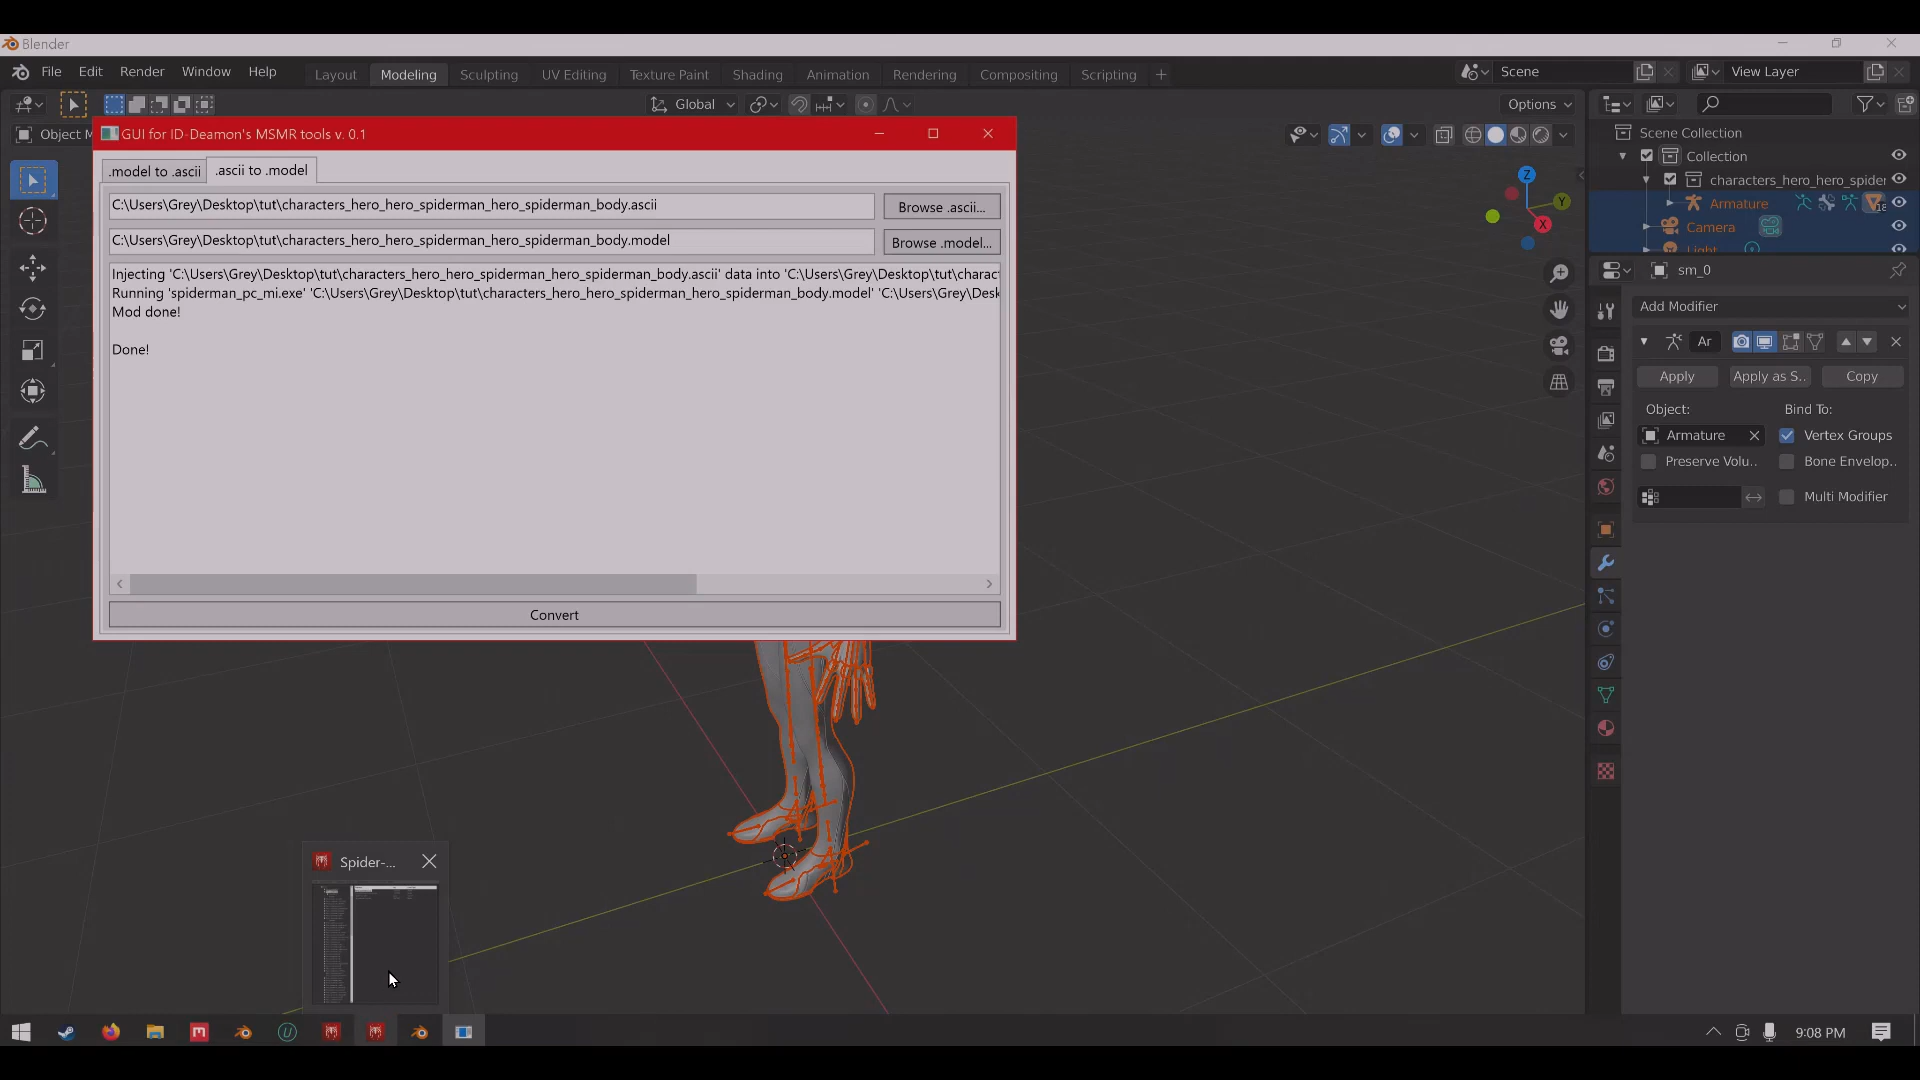 Blender
File Edit Render Window Help
Layout Modeling Sculpting UV Editing Texture Paint Shading Animation Rendering Compositing Scripting +
Scene
View Layer
Global
Options
Object M
GUI for ID-Deamon's MSMR tools v. 0.1
.model to .ascii
.ascii to .model
C:\Users\Grey\Desktop\tut\characters_hero_hero_spiderman_hero_spiderman_body.ascii
Browse .ascii...
C:\Users\Grey\Desktop\tut\characters_hero_hero_spiderman_hero_spiderman_body.model
Browse .model...
Injecting 'C:\Users\Grey\Desktop\tut\characters_hero_hero_spiderman_hero_spiderman_body.ascii' data into 'C:\Users\Grey\Desktop\tut\charact
Running 'spiderman_pc_mi.exe' 'C:\Users\Grey\Desktop\tut\characters_hero_hero_spiderman_hero_spiderman_body.model' 'C:\Users\Grey\Desk
Mod done!
Done!
Convert
Z
Y
X
Scene Collection
Collection
characters_hero_hero_spider
Armature
18
Camera
Light
sm_0
Add Modifier
Ar
Apply
Apply as S..
Copy
Object:
Bind To:
Armature
Vertex Groups
Preserve Volu..
Bone Envelop..
Multi Modifier
Spider-...
9:08 PM